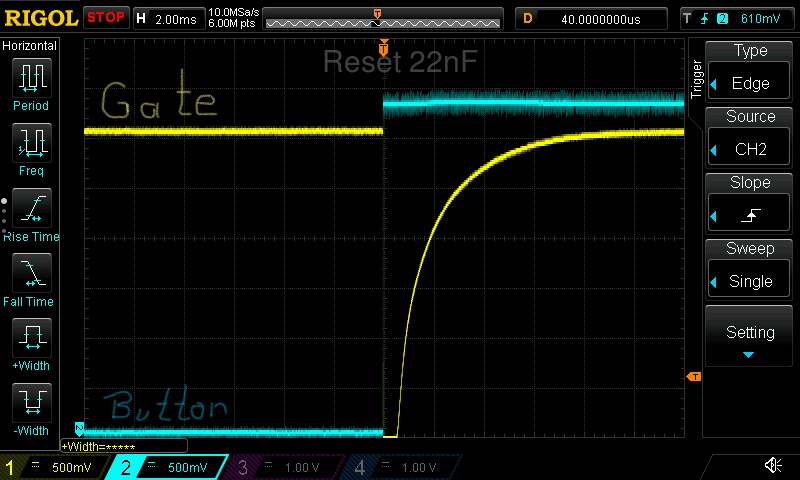 RIGOL STOP H 2.00ms 10.0MSa/s 6.00M pts T D 40.0000000us T 2 610mV
Horizontal
Period
Freq
Rise Time
Fall Time
+Width
-Width
T
Reset 22nF
Gate
Button
2
T
+Width=*****
Trigger
Type
Edge
Source
CH2
Slope
Sweep
Single
Setting
1 500mV 2 500mV 3 1.00 V 4 1.00 V